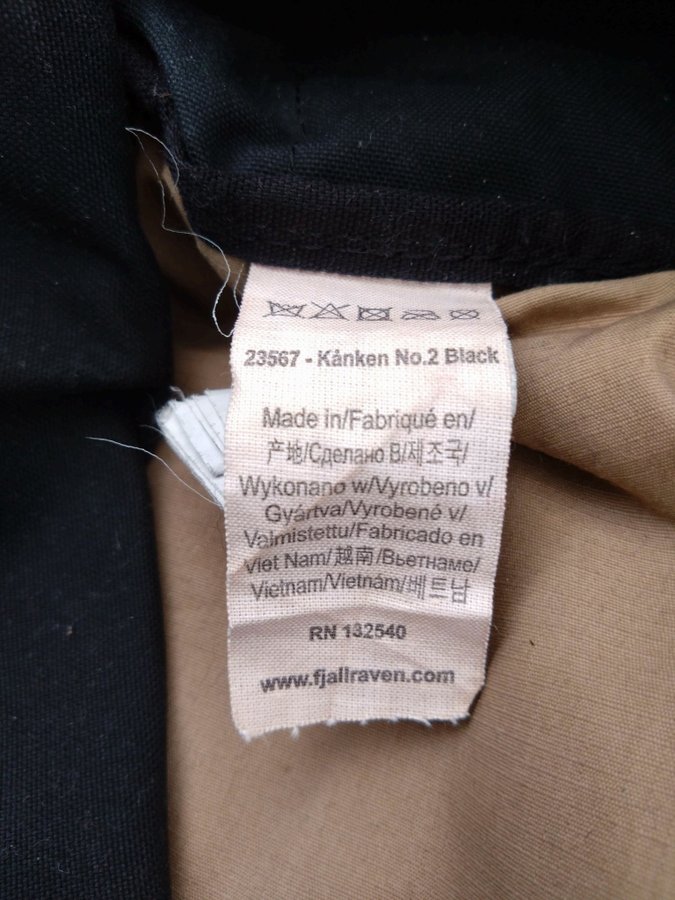 23567 - Kånken No.2 Black
Made in/Fabriqué en/
产地/Сделано В/제조국/
Wykonano w/Vyrobeno v/
Gyártva/Vyrobené v/
Valmistettu/Fabricado en
Viet Nam/越南/Вьетнаме/
Vietnam/Vietnám/베트남
RN 132540
www.fjallraven.com